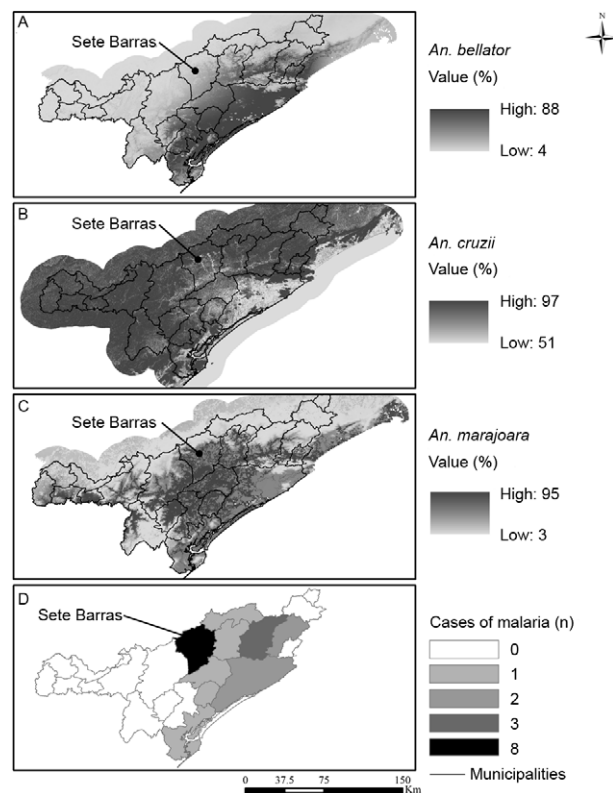 A
Sete Barras
N
An. bellator
Value (%)
High: 88
Low: 4
B
Sete Barras
An. cruzii
Value (%)
High: 97
Low: 51
C
Sete Barras
An. marajoara
Value (%)
High: 95
Low: 3
D
Sete Barras
Cases of malaria (n)
0
1
2
3
8
Municipalities
0 37.5 75 150
Km